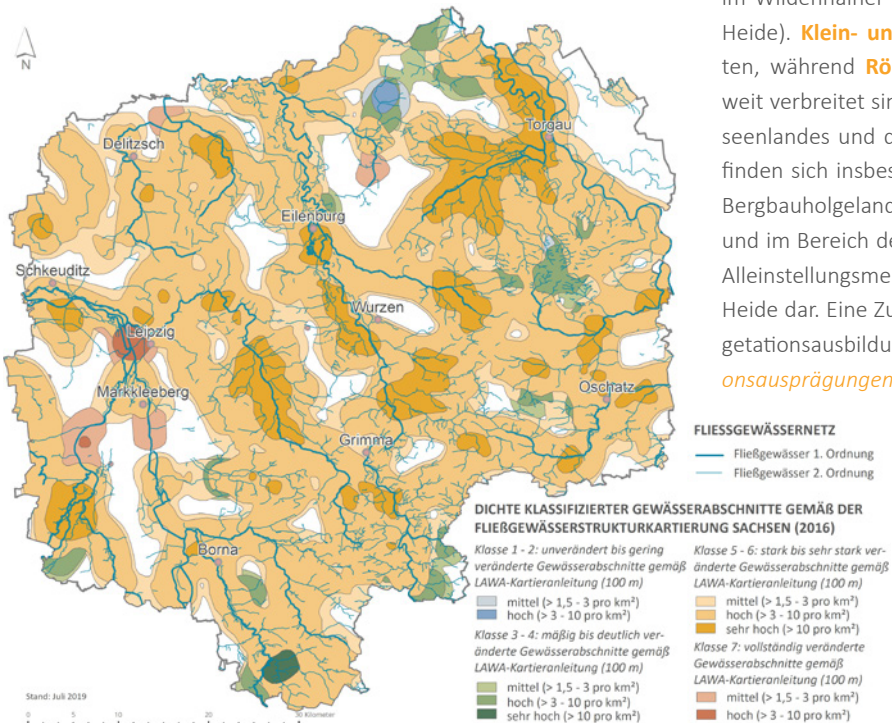 im Wildenhainer
Heide). Klein- un
ten, während Rö
weit verbreitet sin
seenlandes und d
finden sich insbes
Bergbauholgeland
und im Bereich de
Alleinstellungsme
Heide dar. Eine Zu
getationsausbildu
onsausprägungen
N
Delitzsch
Torgau
Eilenburg
Schkeuditz
Wurzen
Leipzig
Markkleeberg
Oschatz
Grimma
Borna
FLIESSGEWÄSSERNETZ
Fließgewässer 1. Ordnung
Fließgewässer 2. Ordnung
DICHTE KLASSIFIZIERTER GEWÄSSERABSCHNITTE GEMÄß DER
FLIEßGEWÄSSERSTRUKTURKARTIERUNG SACHSEN (2016)
Klasse 1 - 2: unverändert bis gering
veränderte Gewässerabschnitte gemäß
LAWA-Kartieranleitung (100 m)
mittel (> 1,5 - 3 pro km²)
hoch (> 3 - 10 pro km²)
Klasse 3 - 4: mäßig bis deutlich ver-
änderte Gewässerabschnitte gemäß
LAWA-Kartieranleitung (100 m)
mittel (> 1,5 - 3 pro km²)
hoch (> 3 - 10 pro km²)
sehr hoch (> 10 pro km²)
Klasse 5 - 6: stark bis sehr stark ver-
änderte Gewässerabschnitte gemäß
LAWA-Kartieranleitung (100 m)
mittel (> 1,5 - 3 pro km²)
hoch (> 3 - 10 pro km²)
sehr hoch (> 10 pro km²)
Klasse 7: vollständig veränderte
Gewässerabschnitte gemäß
LAWA-Kartieranleitung (100 m)
mittel (> 1,5 - 3 pro km²)
hoch (> 3 - 10 pro km²)
Stand: Juli 2019
0 5 10 20 30 Kilometer